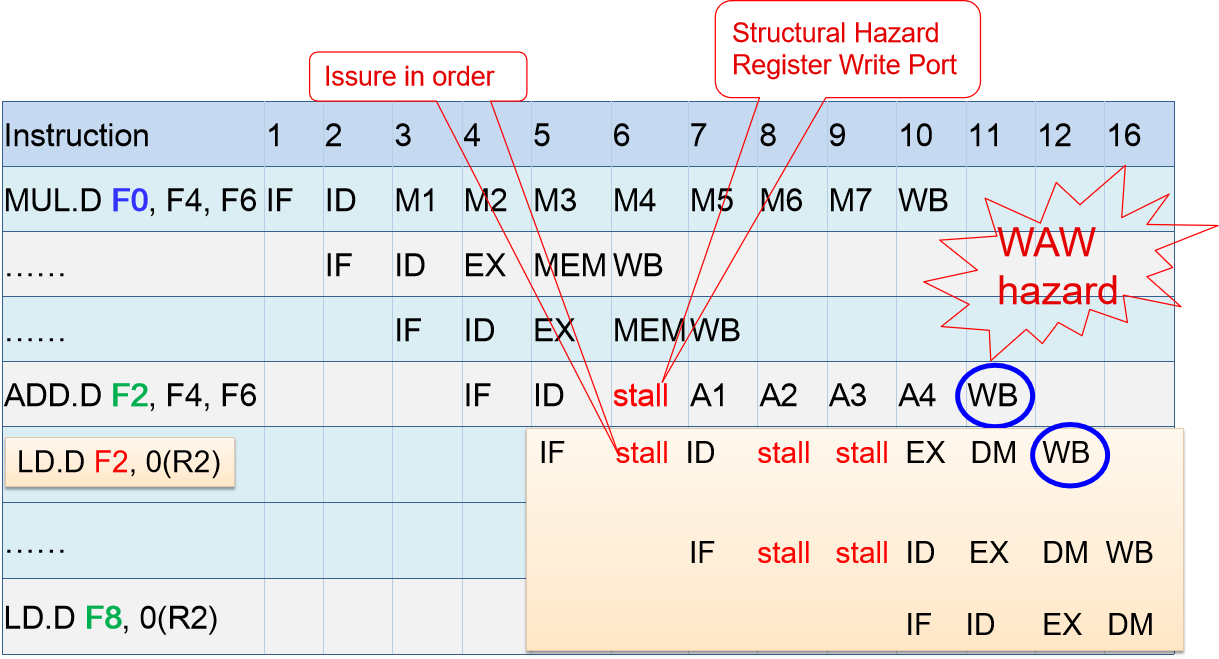 Issure in order
Structural Hazard
Register Write Port
Instruction 1 2 3 4 5 6 7 8 9 10 11 12 16
MUL.D F0, F4, F6 IF ID M1 M2 M3 M4 M5 M6 M7 WB
...... IF ID EX MEM WB
WAW
hazard
...... IF ID EX MEM WB
ADD.D F2, F4, F6 IF ID stall A1 A2 A3 A4 WB
LD.D F2, 0(R2) IF stall ID stall stall EX DM WB
...... IF stall stall ID EX DM WB
LD.D F8, 0(R2) IF ID EX DM